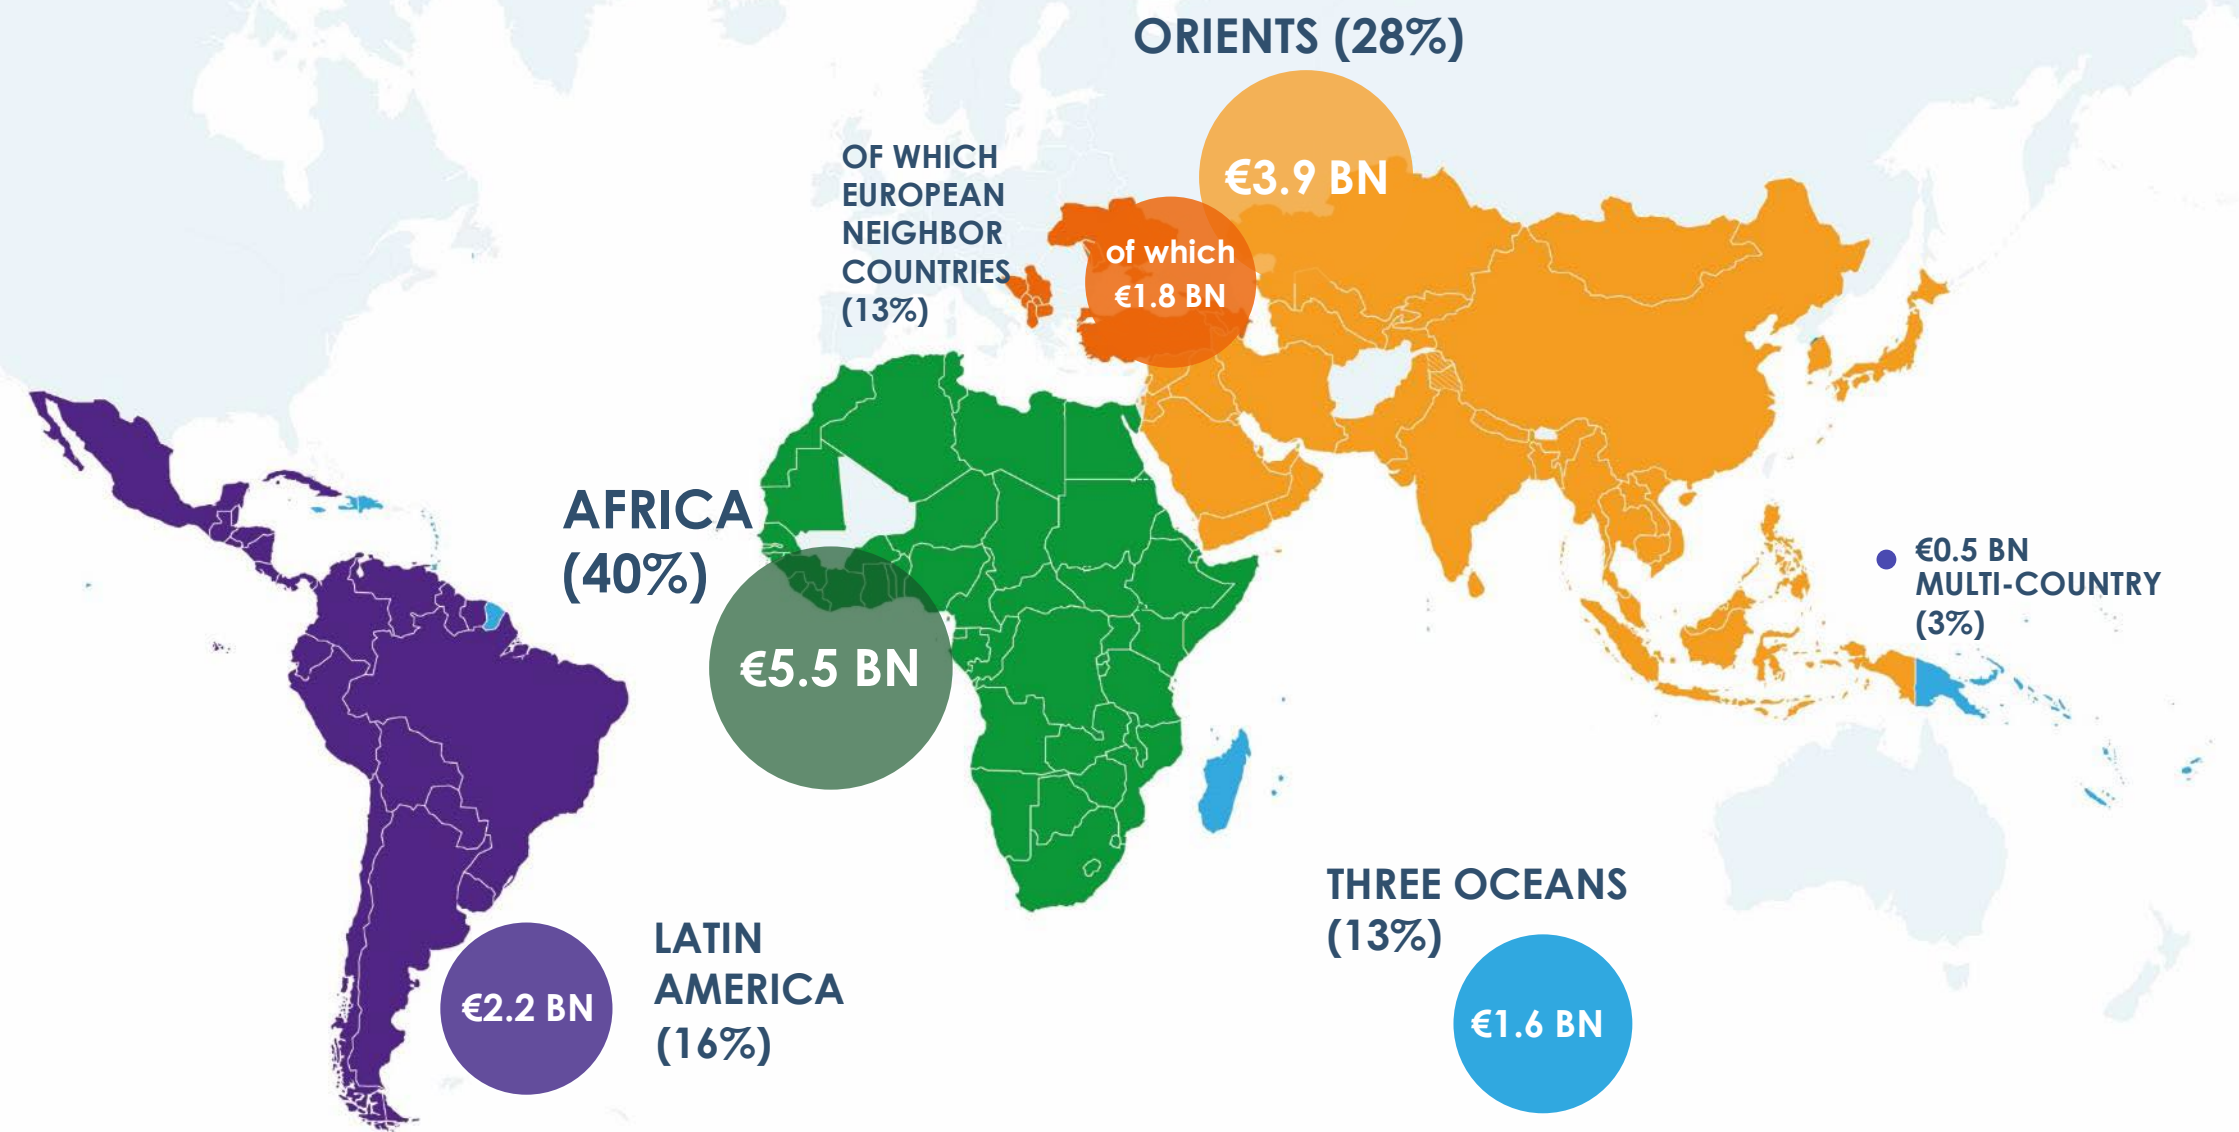 ORIENTS (28%)
€3.9 BN
OF WHICH
EUROPEAN
NEIGHBOR
COUNTRIES
(13%)
of which
€1.8 BN
AFRICA
(40%)
€5.5 BN
€0.5 BN
MULTI-COUNTRY
(3%)
LATIN
AMERICA
(16%)
€2.2 BN
THREE OCEANS
(13%)
€1.6 BN